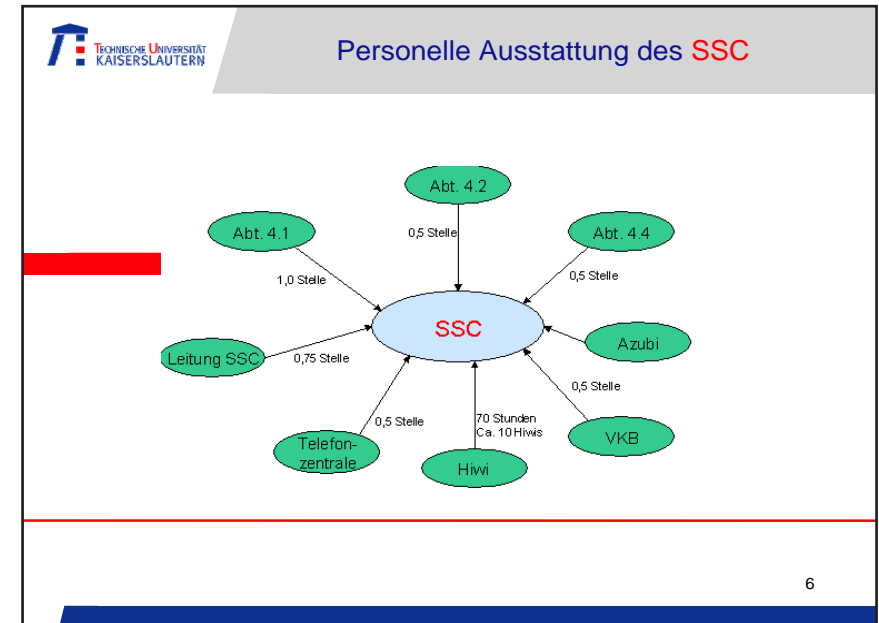 TECHNISCHE UNIVERSITÄT
KAISERSLAUTERN
Personelle Ausstattung des SSC
Abt. 4.2
Abt. 4.1
0,5 Stelle
Abt. 4.4
1,0 Stelle
0,5 Stelle
SSC
Azubi
Leitung SSC
0,75 Stelle
0,5 Stelle
0,5 Stelle
70 Stunden
Ca. 10 Hiwis
VKB
Telefon-
zentrale
Hiwi
6